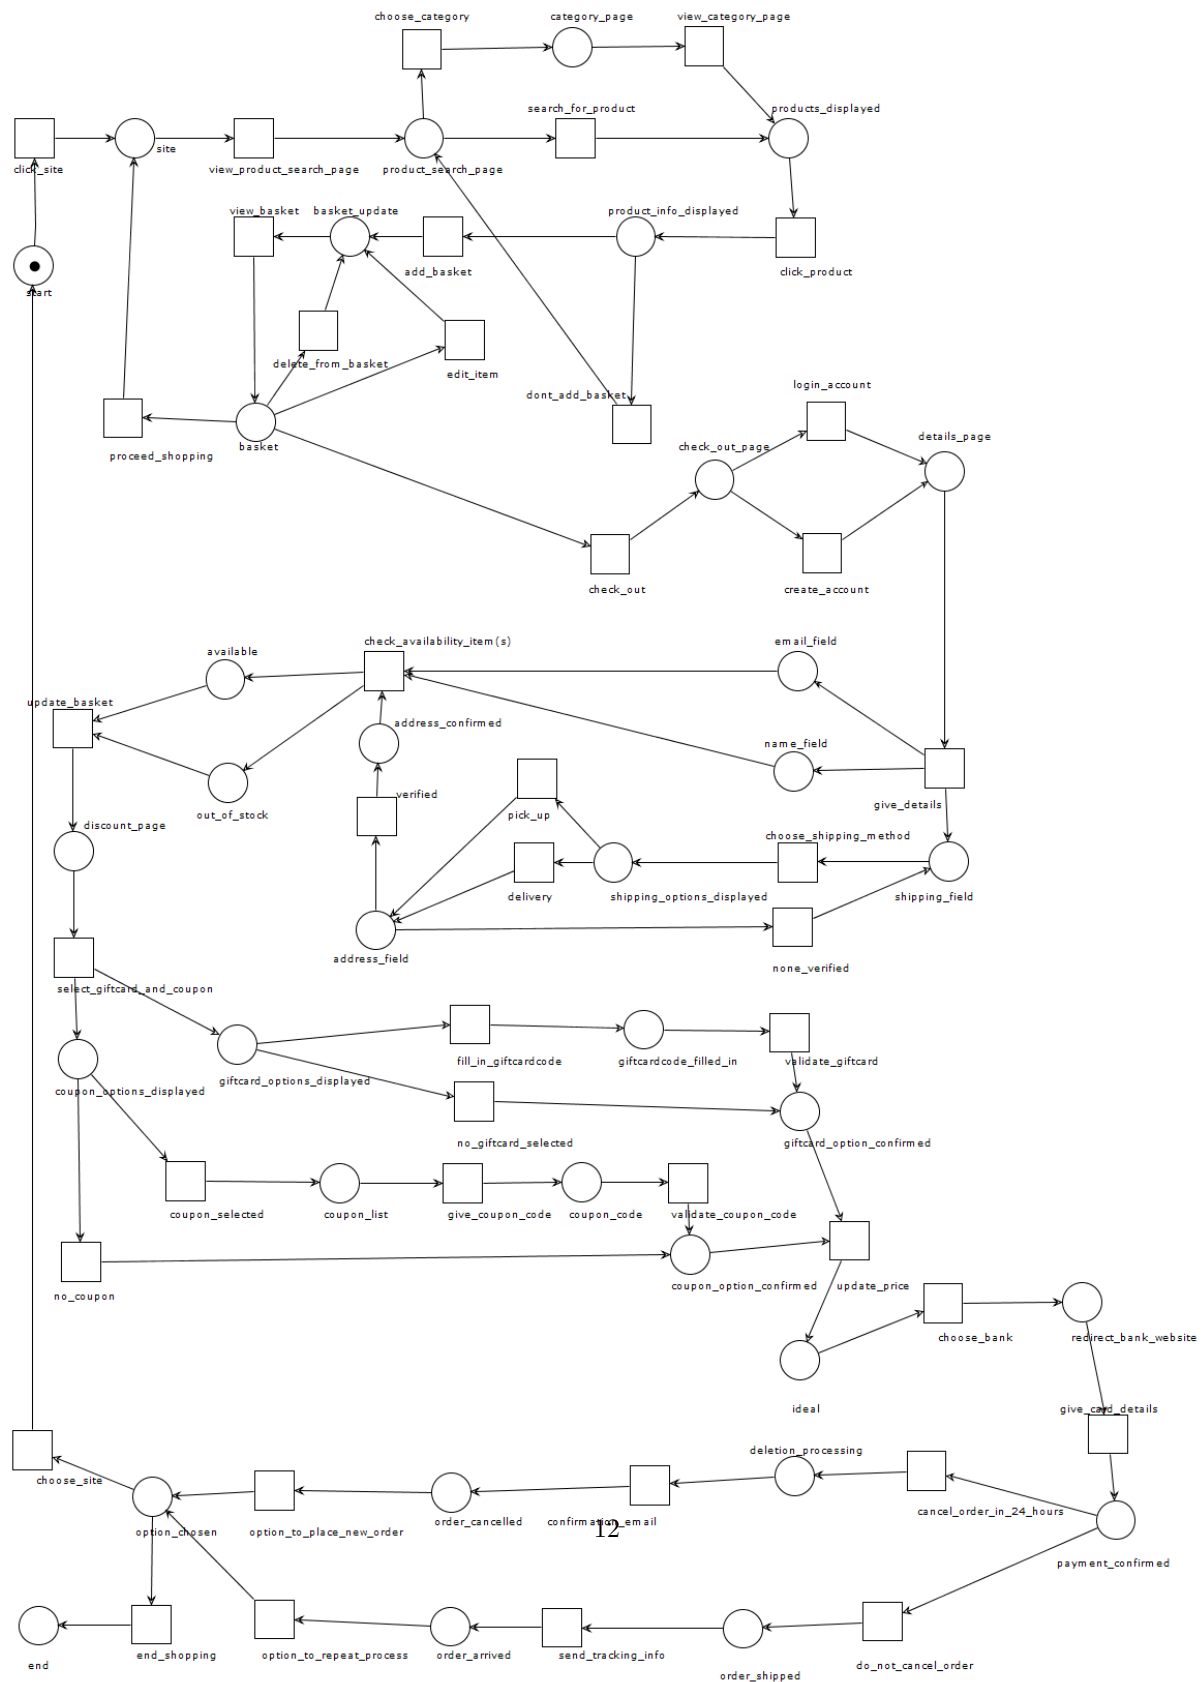 choose_category
category_page
view_category_page
search_for_product
products_displayed
click_site
site
view_product_search_page
product_search_page
view_basket
basket_update
product_info_displayed
add_basket
click_product
start
delete_from_basket
edit_item
dont_add_basket
login_account
proceed_shopping
basket
check_out_page
details_page
check_out
create_account
available
check_availability_item(s)
email_field
update_basket
address_confirmed
name_field
verified
out_of_stock
pick_up
give_details
discount_page
choose_shipping_method
delivery
shipping_options_displayed
shipping_field
address_field
none_verified
select_giftcard_and_coupon
fill_in_giftcardcode
giftcardcode_filled_in
validate_giftcard
giftcard_options_displayed
coupon_options_displayed
no_giftcard_selected
giftcard_option_confirmed
coupon_selected
coupon_list
give_coupon_code
coupon_code
validate_coupon_code
no_coupon
coupon_option_confirmed
update_price
choose_bank
redirect_bank_website
ideal
give_card_details
choose_site
deletion_processing
option_chosen
option_to_place_new_order
order_cancelled
confirmation_email
cancel_order_in_24_hours
12
payment_confirmed
end
end_shopping
option_to_repeat_process
order_arrived
send_tracking_info
order_shipped
do_not_cancel_order